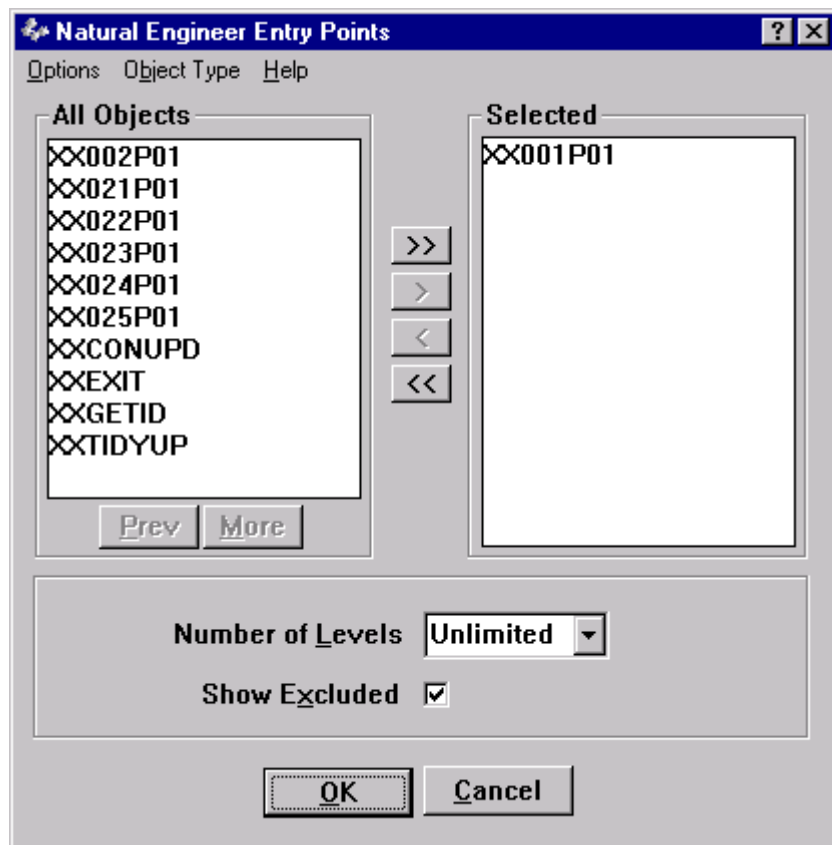 Natural Engineer Entry Points
Options Object Type Help
All Objects
XX002P01
XX021P01
XX022P01
XX023P01
XX024P01
XX025P01
XXCONUPD
XXEXIT
XXGETID
XXTIDYUP
Prev More
>>
>
<
<<
Selected
XX001P01
Number of Levels Unlimited
Show Excluded
OK Cancel